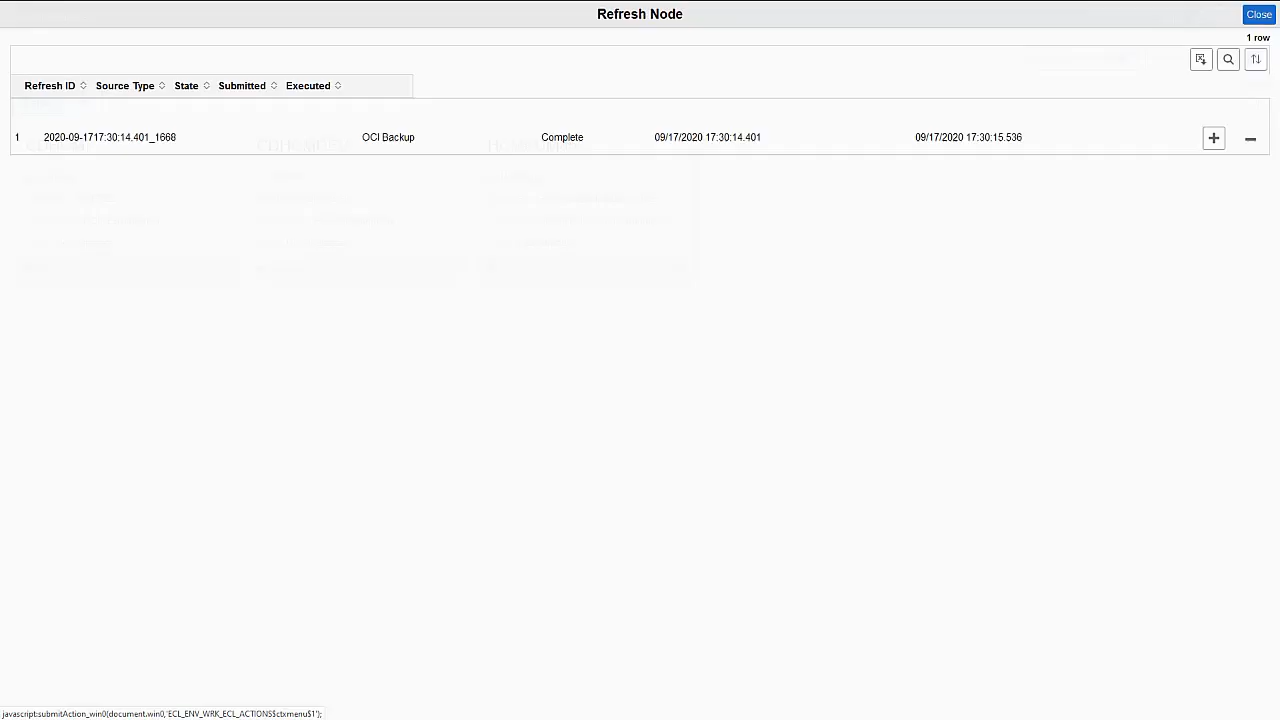 Refresh Node
Close
1 row
Refresh ID Source Type State Submitted Executed
1 2020-09-1717:30:14.401_1668 OCI Backup Complete 09/17/2020 17:30:14.401 09/17/2020 17:30:15.536
javascript:submitAction_win0(document.win0,'ECL_ENV_WRK_ECL_ACTIONS$ctxmenu$1');